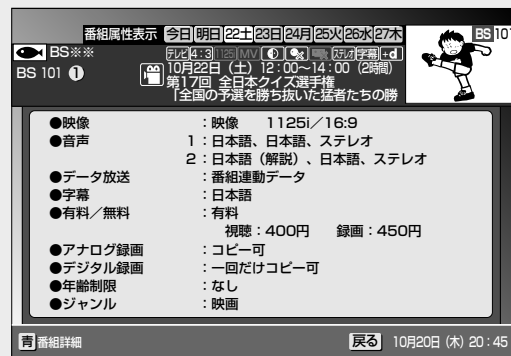 番組属性表示 今日 明日 22土 23日 24月 25火 26水 27木
BS 101
BS※※ テレビ 4:3 1125i MV ステレオ 字幕 +d
BS 101 ❶ 10月22日（土）12:00～14:00（2時間）
第17回 全日本クイズ選手権
「全国の予選を勝ち抜いた猛者たちの勝
●映像 ：映像 1125i／16:9
●音声 1：日本語、日本語、ステレオ
2：日本語（解説）、日本語、ステレオ
●データ放送 ：番組連動データ
●字幕 ：日本語
●有料／無料 ：有料
視聴：400円 録画：450円
●アナログ録画 ：コピー可
●デジタル録画 ：一回だけコピー可
●年齢制限 ：なし
●ジャンル ：映画
青 番組詳細 戻る 10月20日（木）20:45